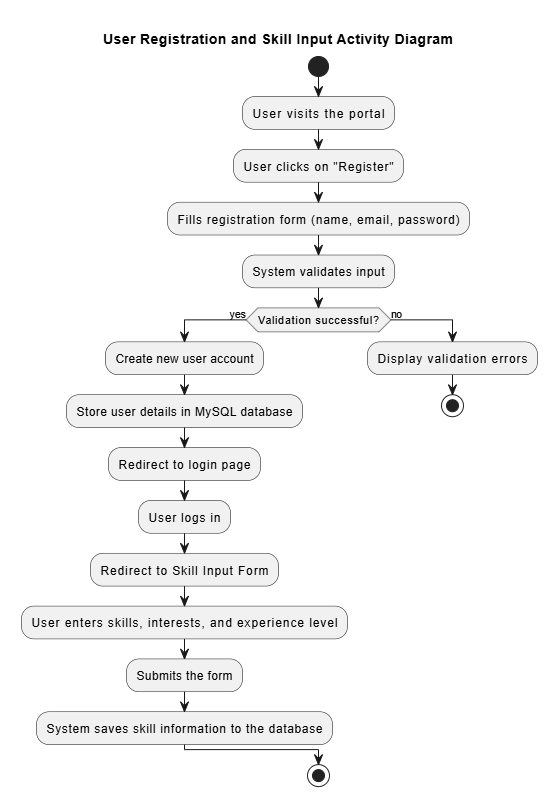 User Registration and Skill Input Activity Diagram
User visits the portal
User clicks on "Register"
Fills registration form (name, email, password)
System validates input
yes
Validation successful?
no
Create new user account
Display validation errors
Store user details in MySQL database
Redirect to login page
User logs in
Redirect to Skill Input Form
User enters skills, interests, and experience level
Submits the form
System saves skill information to the database